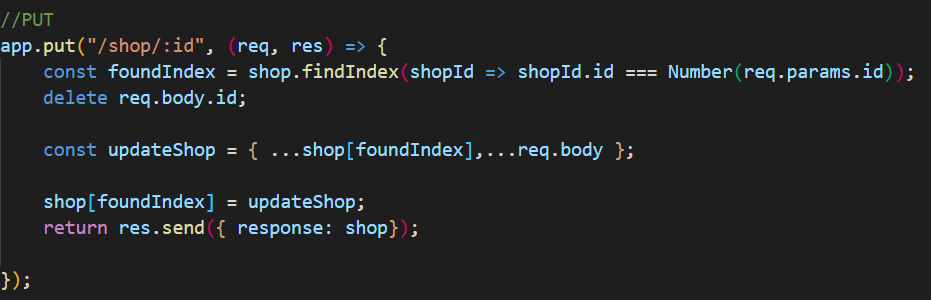 //PUT
app.put("/shop/:id", (req, res) => {
    const foundIndex = shop.findIndex(shopId => shopId.id === Number(req.params.id));
    delete req.body.id;
    const updateShop = { ...shop[foundIndex],...req.body };
    shop[foundIndex] = updateShop;
    return res.send({ response: shop});
});